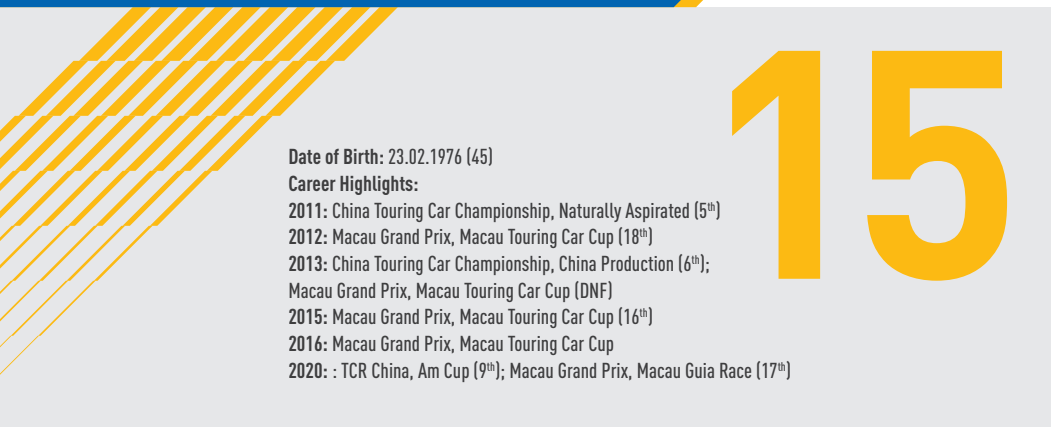 15
Date of Birth: 23.02.1976 (45)
Career Highlights:
2011: China Touring Car Championship, Naturally Aspirated (5th)
2012: Macau Grand Prix, Macau Touring Car Cup (18th)
2013: China Touring Car Championship, China Production (6th);
Macau Grand Prix, Macau Touring Car Cup (DNF)
2015: Macau Grand Prix, Macau Touring Car Cup (16th)
2016: Macau Grand Prix, Macau Touring Car Cup
2020: : TCR China, Am Cup (9th); Macau Grand Prix, Macau Guia Race (17th)